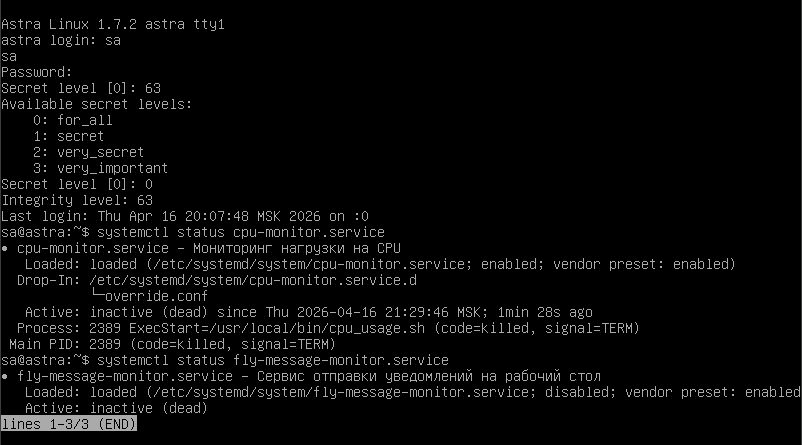 Astra Linux 1.7.2 astra tty1
astra login: sa
sa
Password:
Secret level [0]: 63
Available secret levels:
    0: for_all
    1: secret
    2: very_secret
    3: very_important
Secret level [0]: 0
Integrity level: 63
Last login: Thu Apr 16 20:07:48 MSK 2026 on :0
sa@astra:~$ systemctl status cpu-monitor.service
● cpu-monitor.service - Мониторинг нагрузки на CPU
   Loaded: loaded (/etc/systemd/system/cpu-monitor.service; enabled; vendor preset: enabled)
  Drop-In: /etc/systemd/system/cpu-monitor.service.d
           └─override.conf
   Active: inactive (dead) since Thu 2026-04-16 21:29:46 MSK; 1min 28s ago
  Process: 2389 ExecStart=/usr/local/bin/cpu_usage.sh (code=killed, signal=TERM)
 Main PID: 2389 (code=killed, signal=TERM)
sa@astra:~$ systemctl status fly-message-monitor.service
● fly-message-monitor.service - Сервис отправки уведомлений на рабочий стол
   Loaded: loaded (/etc/systemd/system/fly-message-monitor.service; disabled; vendor preset: enabled
   Active: inactive (dead)
lines 1-3/3 (END)